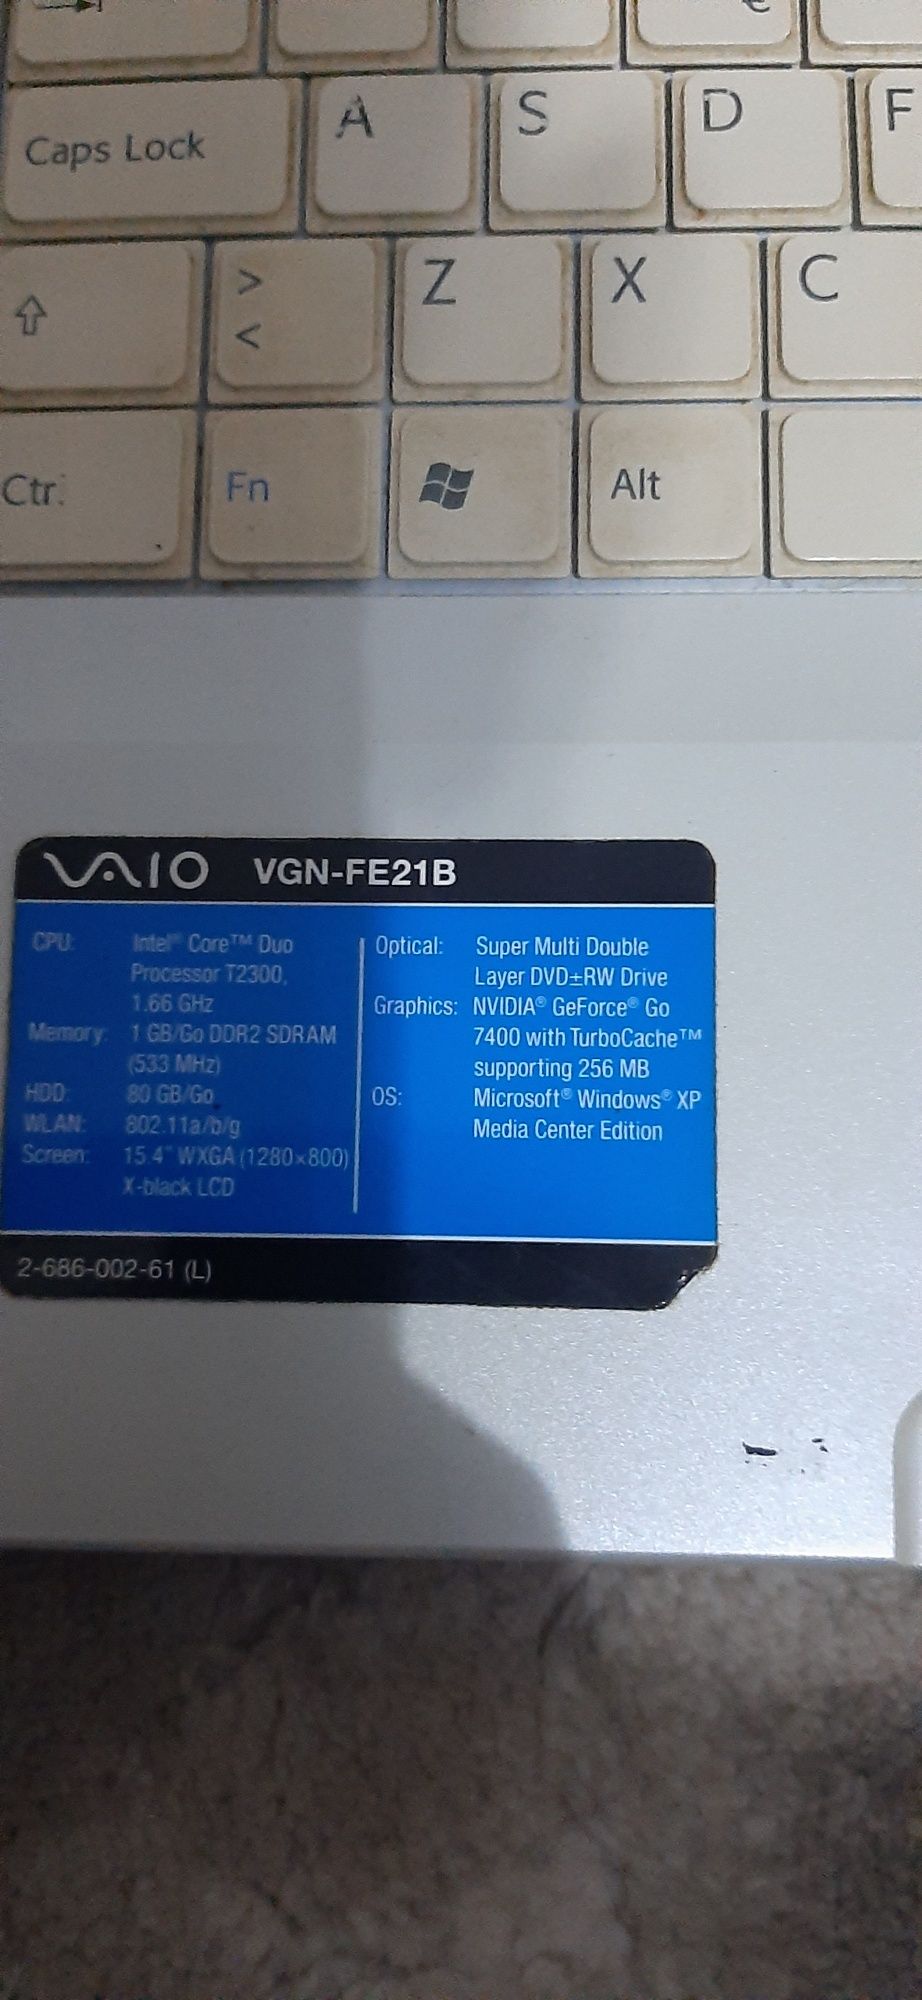 €
Caps Lock A S D F
>
<
Z X C
Ctrl
Fn
Alt
VAIO VGN-FE21B
CPU: Intel® Core™ Duo
Processor T2300,
1.66 GHz
Memory: 1 GB/Go DDR2 SDRAM
(533 MHz)
HDD: 80 GB/Go
WLAN: 802.11a/b/g
Screen: 15.4" WXGA (1280×800)
X-black LCD
Optical: Super Multi Double
Layer DVD±RW Drive
Graphics: NVIDIA® GeForce® Go
7400 with TurboCache™
supporting 256 MB
OS: Microsoft® Windows® XP
Media Center Edition
2-686-002-61 (L)